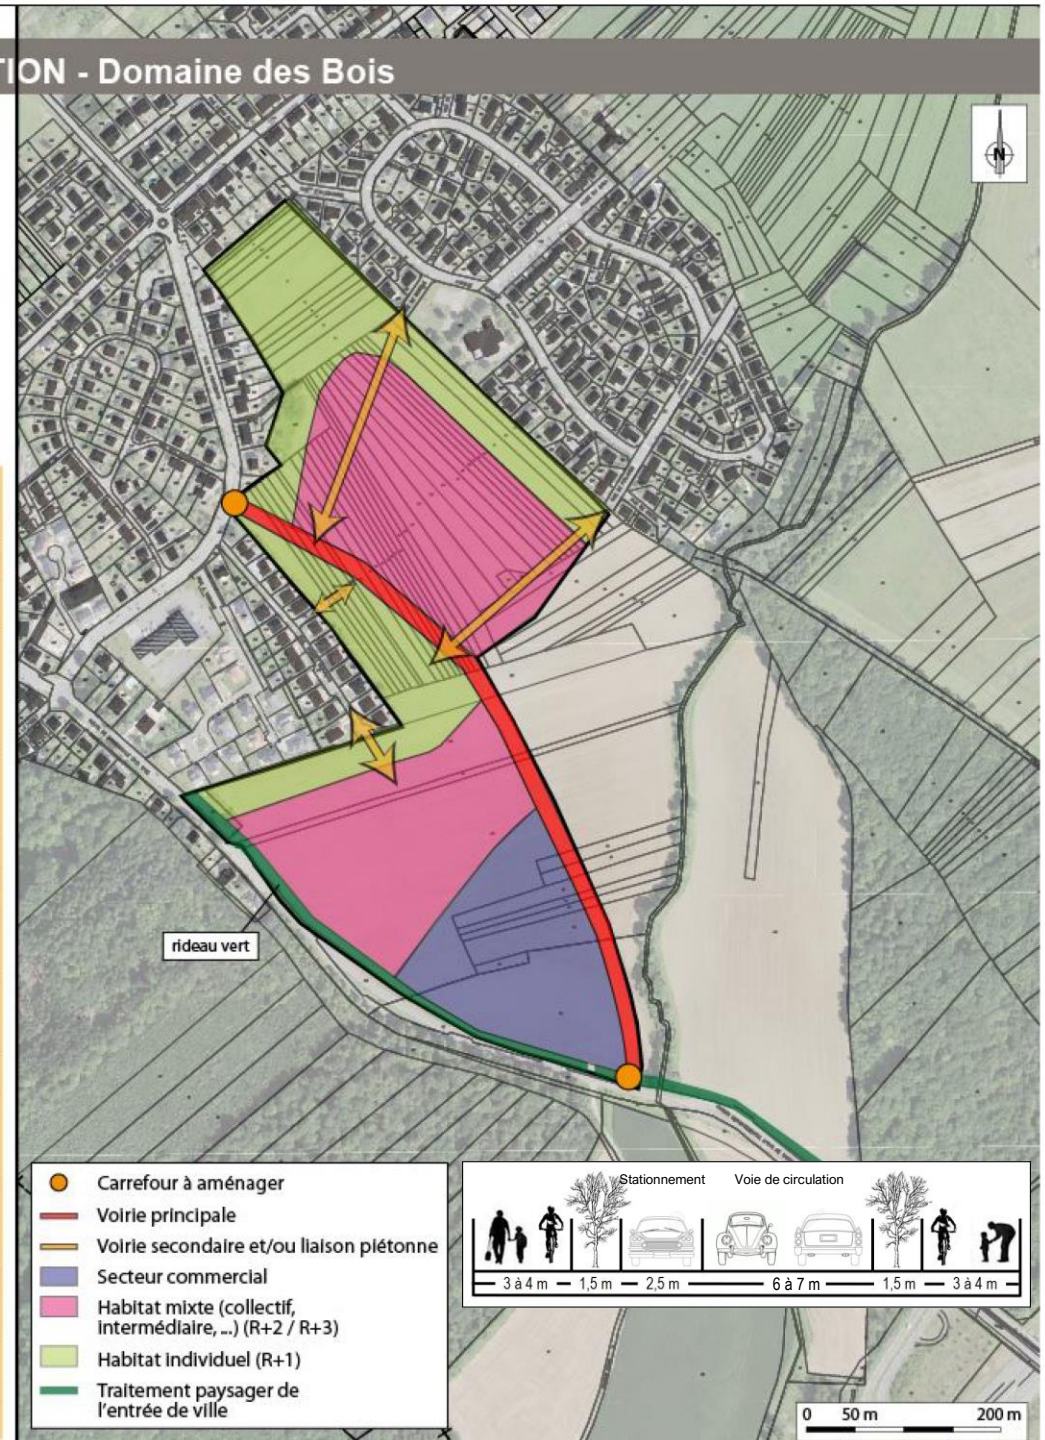 TION - Domaine des Bois
N
rideau vert
Carrefour à aménager
Voirie principale
Voirie secondaire et/ou liaison piétonne
Secteur commercial
Habitat mixte (collectif,
intermédiaire, ...) (R+2 / R+3)
Habitat individuel (R+1)
Traitement paysager de
l'entrée de ville
Stationnement Voie de circulation
3 à 4 m 1,5 m 2,5 m 6 à 7 m 1,5 m 3 à 4 m
0 50 m 200 m